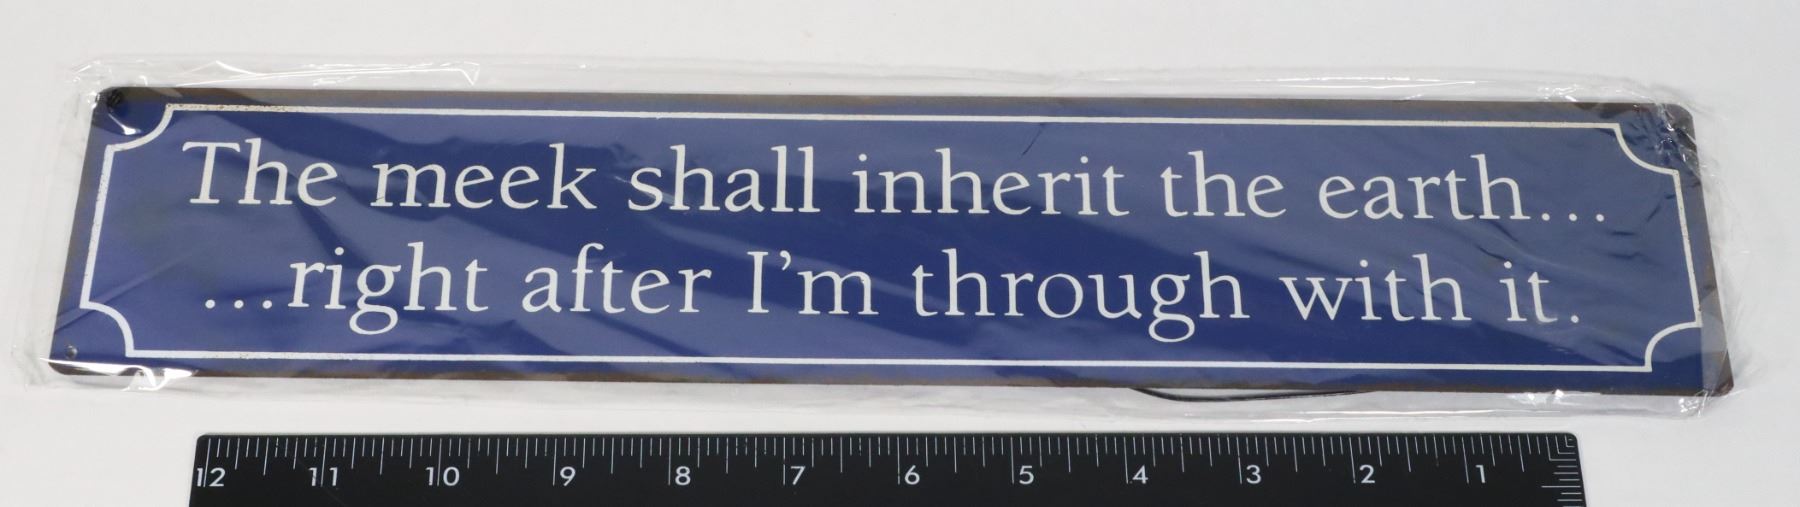 The meek shall inherit the earth...
...right after I'm through with it.
12 11 10 9 8 7 6 5 4 3 2 1